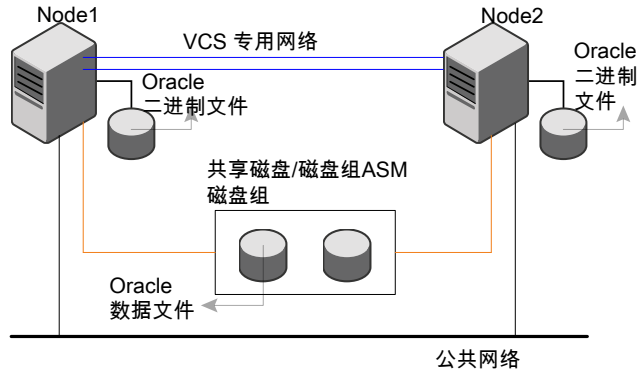 Node1
Node2
VCS 专用网络
Oracle
二进制文件
Oracle
二进制
文件
共享磁盘/磁盘组ASM
磁盘组
Oracle
数据文件
公共网络